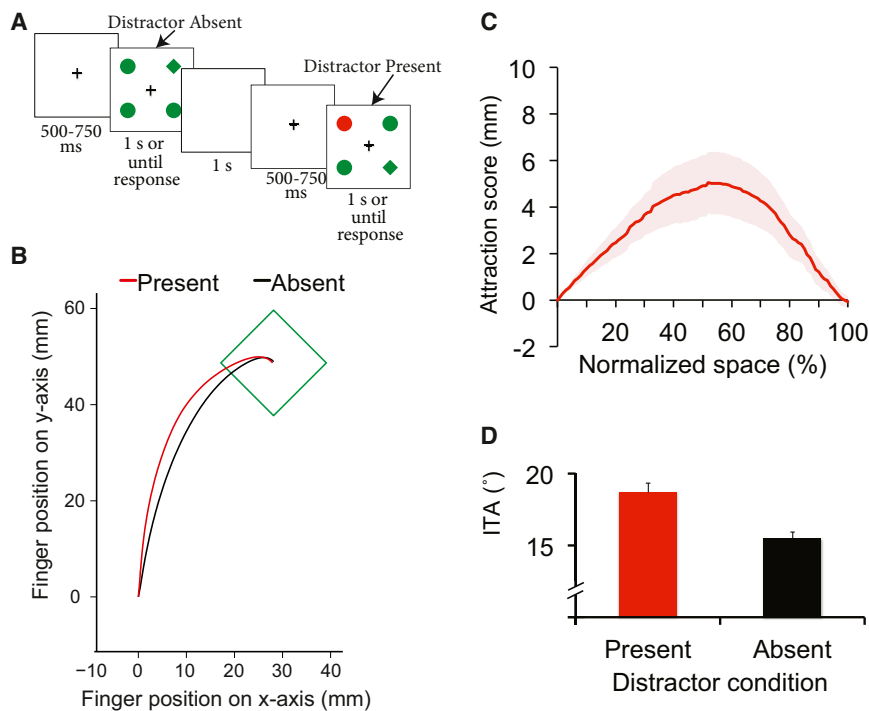 A
Distractor Absent
Distractor Present
500-750
ms
1 s or
until
response
1 s
500-750
ms
1 s or
until
response
B
Present
Absent
60
40
20
0
Finger position on y-axis (mm)
−10
0
10
20
30
40
Finger position on x-axis (mm)
C
10
8
6
4
2
0
-2
Attraction score (mm)
20
40
60
80
100
Normalized space (%)
D
20
15
ITA (°)
Present
Absent
Distractor condition